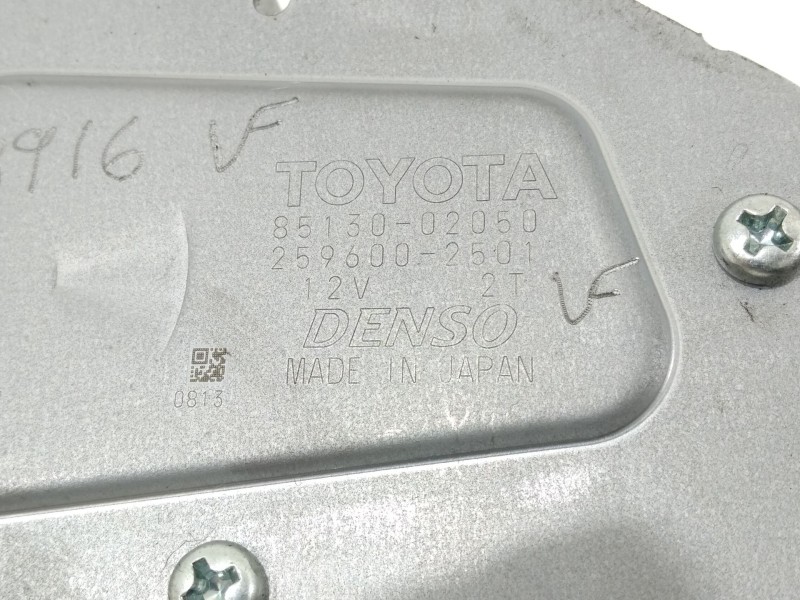 916 VF
TOYOTA
85130-02050
259600-2501
12V 2T
VF
DENSO
MADE IN JAPAN
0813